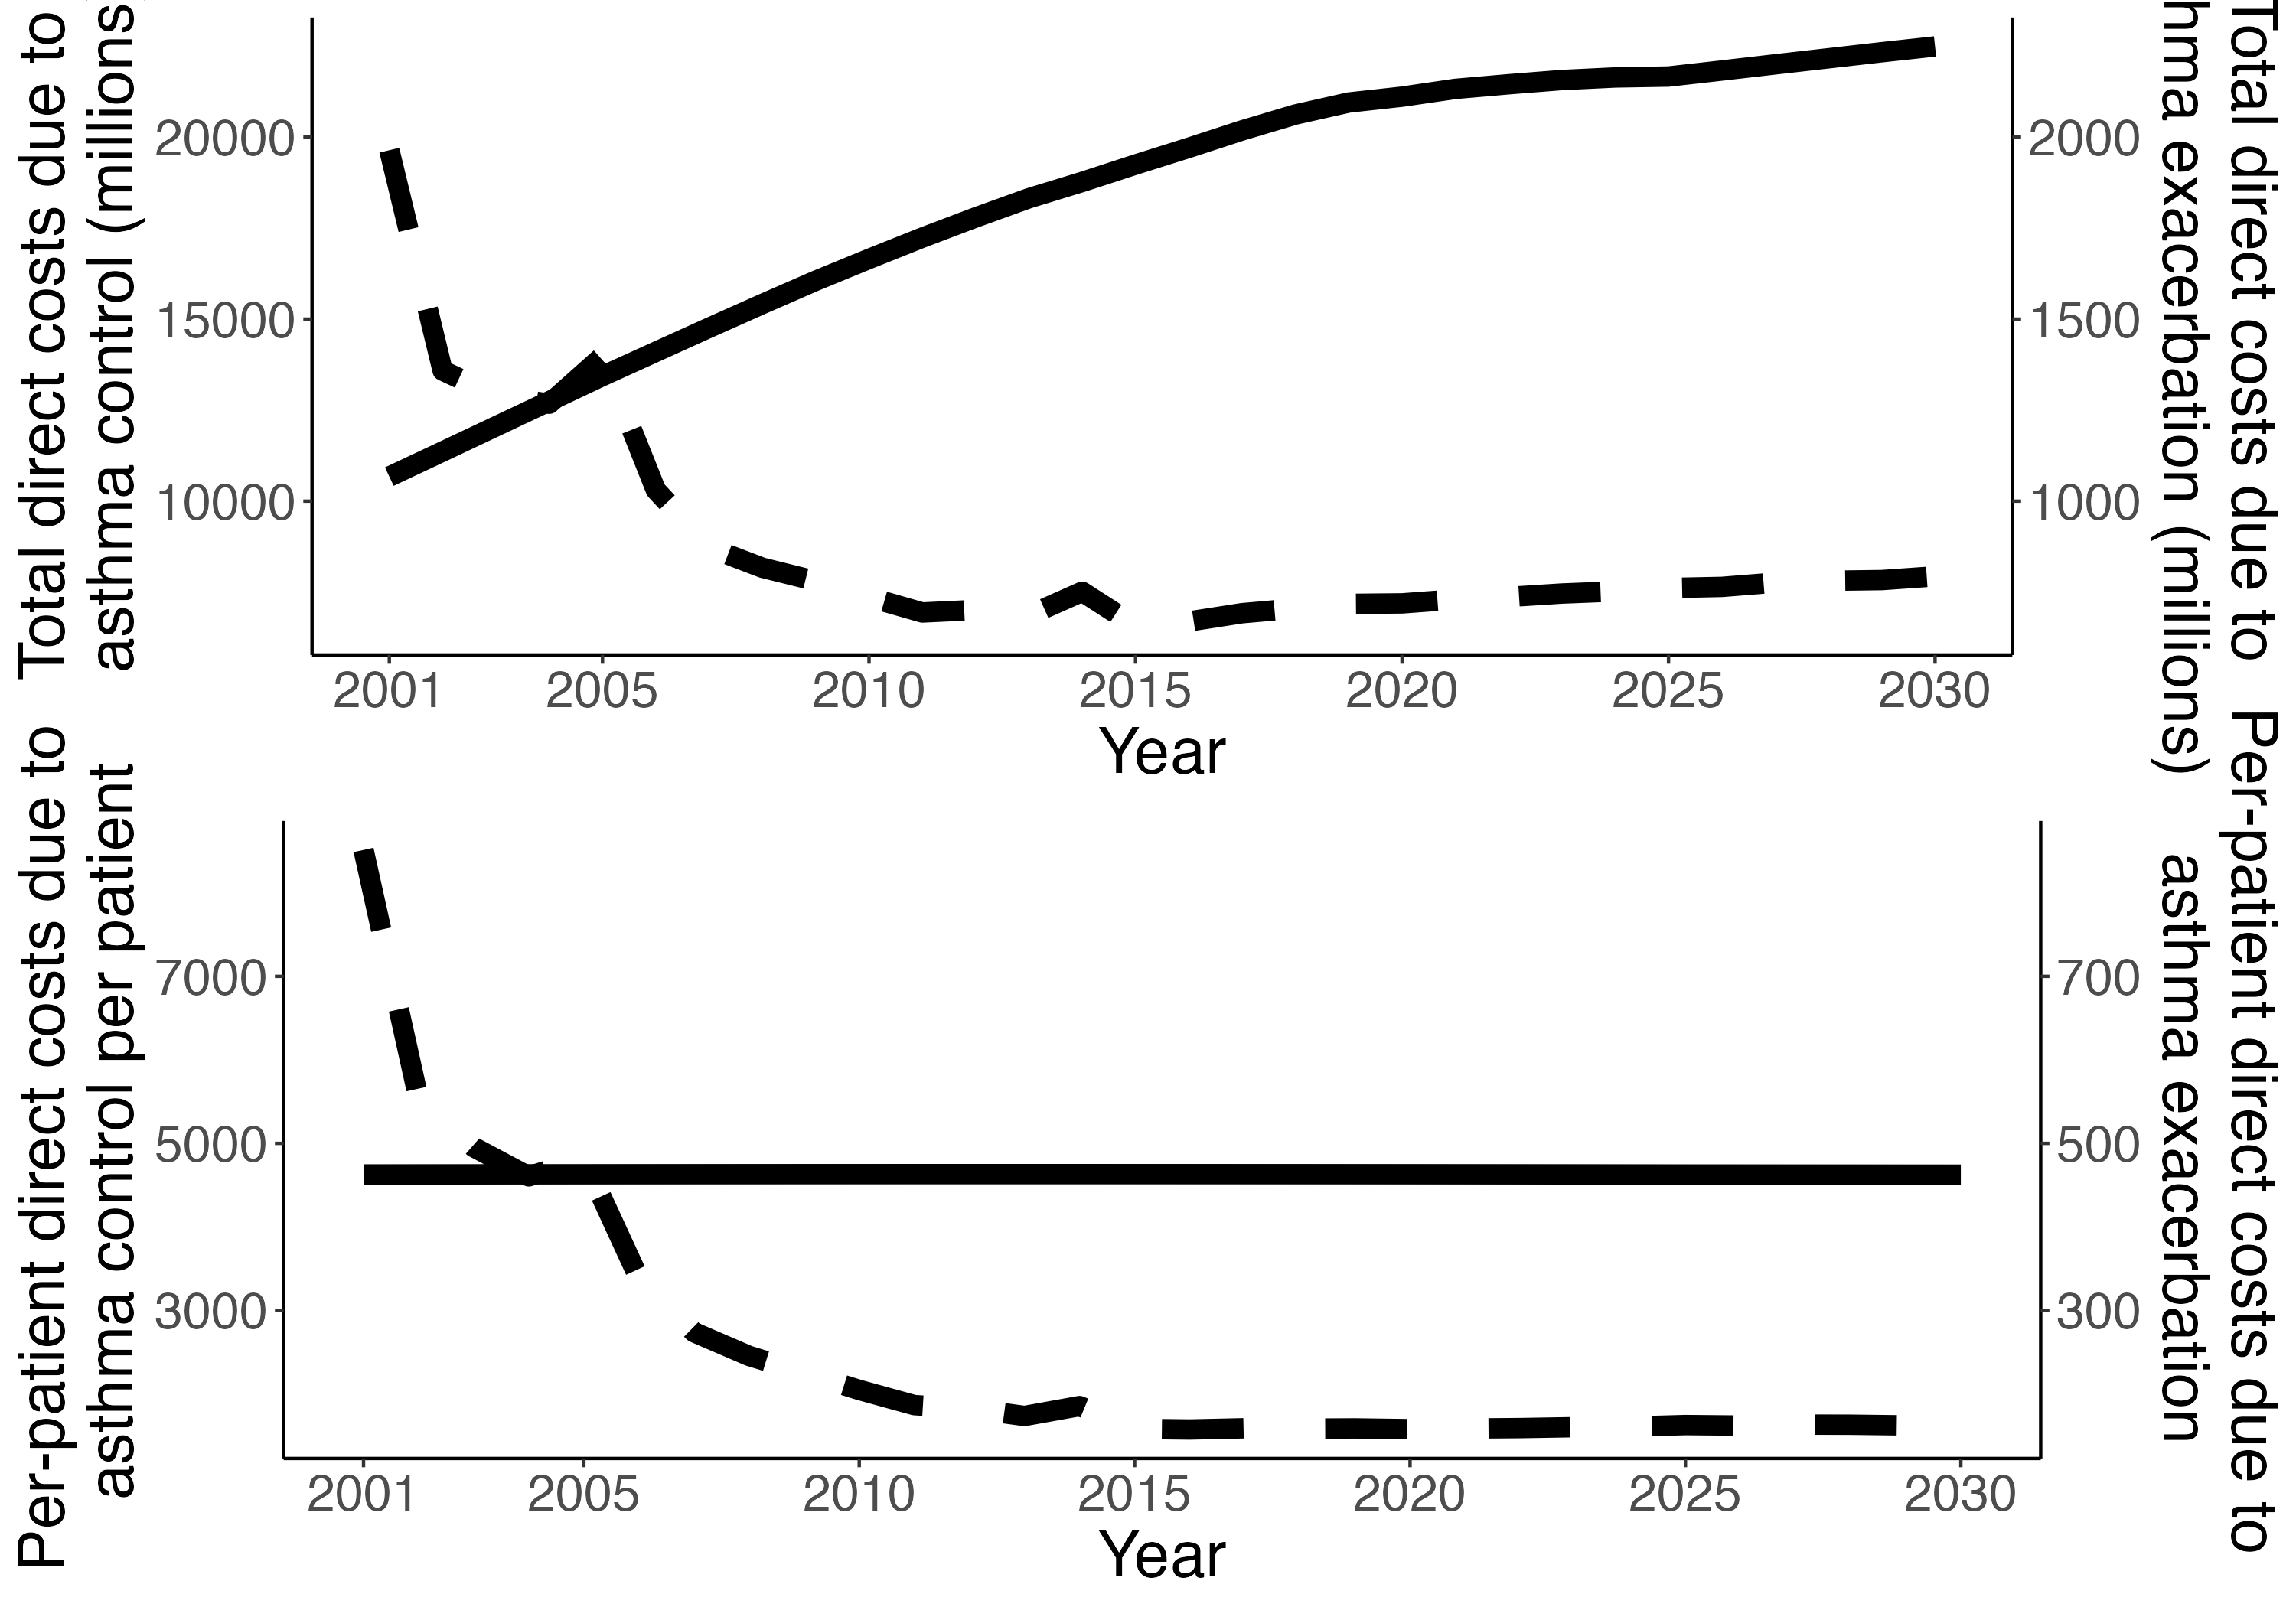 Total direct costs due to
asthma control (millions
20000
15000
10000
2000
1500
1000
Total direct costs due to
hma exacerbation (millions)
2001 2005 2010 2015 2020 2025 2030
Year
Per-patient direct costs due to
asthma control per patient
7000
5000
3000
700
500
300
Per-patient direct costs due to
asthma exacerbation
2001 2005 2010 2015 2020 2025 2030
Year